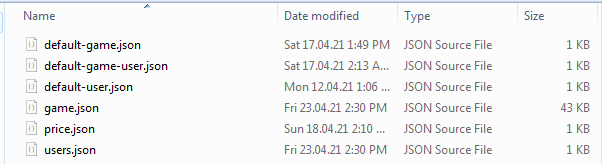 Name Date modified Type Size
default-game.json Sat 17.04.21 1:49 PM JSON Source File 1 KB
default-game-user.json Sat 17.04.21 2:13 A... JSON Source File 1 KB
default-user.json Mon 12.04.21 1:06 ... JSON Source File 1 KB
game.json Fri 23.04.21 2:30 PM JSON Source File 43 KB
price.json Sun 18.04.21 2:10 ... JSON Source File 1 KB
users.json Fri 23.04.21 2:30 PM JSON Source File 1 KB